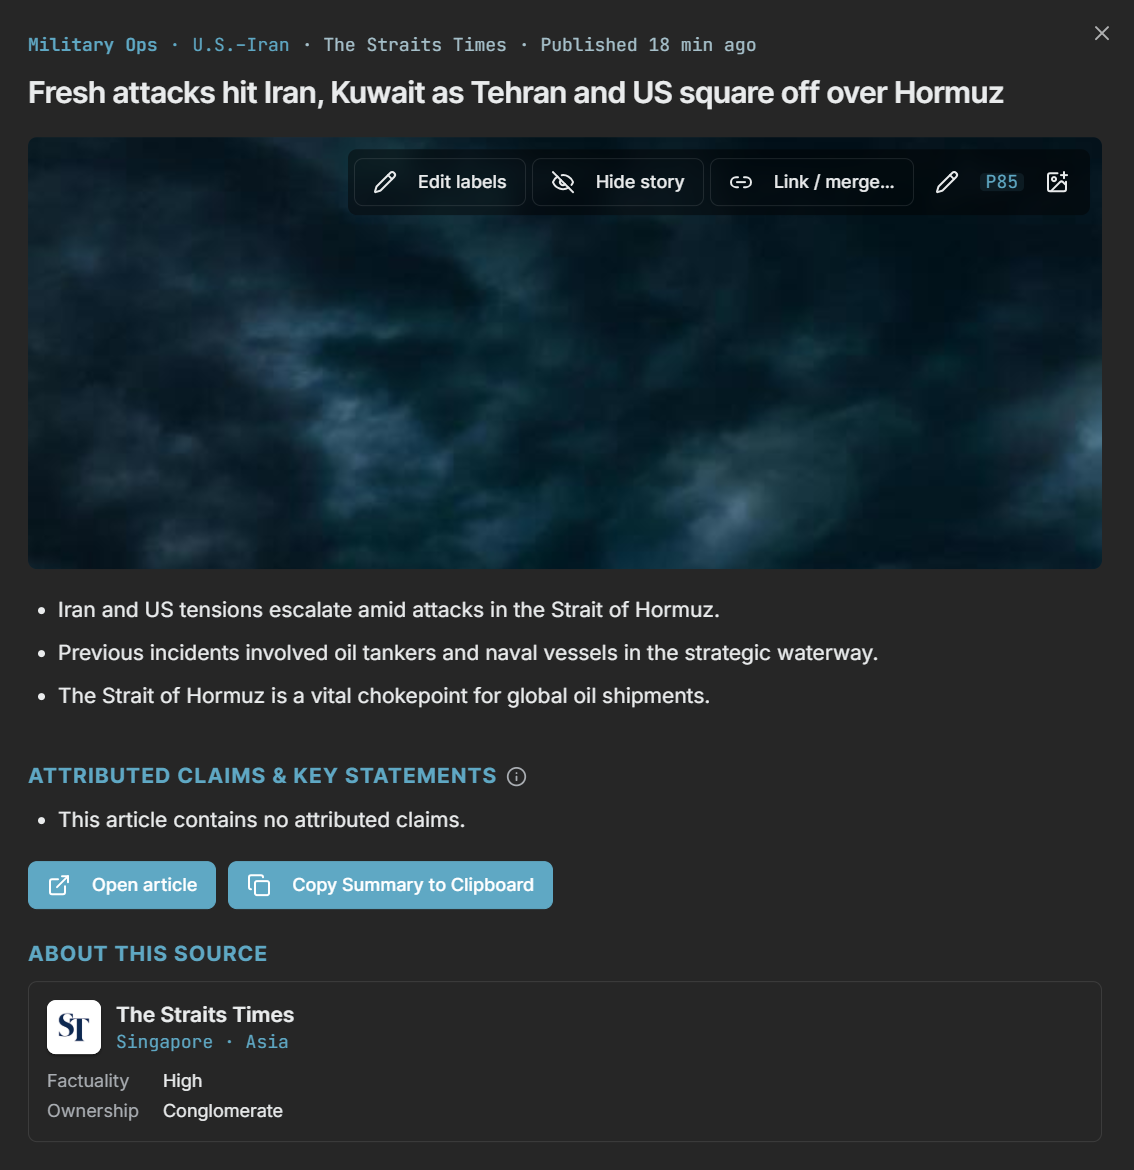 Military Ops · U.S.–Iran · The Straits Times · Published 18 min ago
Fresh attacks hit Iran, Kuwait as Tehran and US square off over Hormuz
Edit labels
Hide story
Link / merge...
P85
• Iran and US tensions escalate amid attacks in the Strait of Hormuz.
• Previous incidents involved oil tankers and naval vessels in the strategic waterway.
• The Strait of Hormuz is a vital chokepoint for global oil shipments.
ATTRIBUTED CLAIMS & KEY STATEMENTS
• This article contains no attributed claims.
Open article
Copy Summary to Clipboard
ABOUT THIS SOURCE
ST
The Straits Times
Singapore · Asia
Factuality High
Ownership Conglomerate